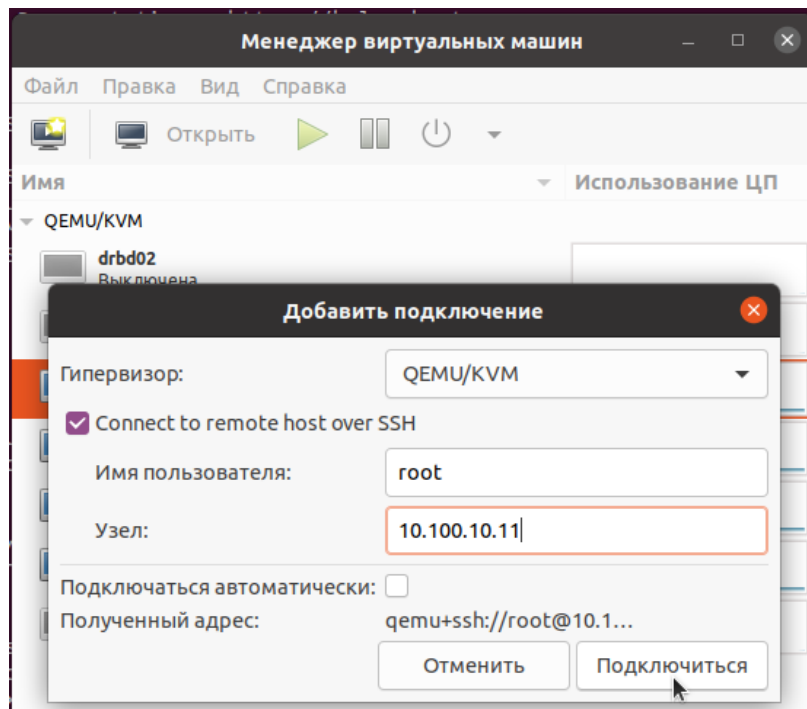 Менеджер виртуальных машин
Файл Правка Вид Справка
Открыть
Имя Использование ЦП
QEMU/KVM
drbd02
Выключена
Добавить подключение
Гипервизор: QEMU/KVM
Connect to remote host over SSH
Имя пользователя: root
Узел: 10.100.10.11
Подключаться автоматически:
Полученный адрес: qemu+ssh://root@10.1...
Отменить Подключиться